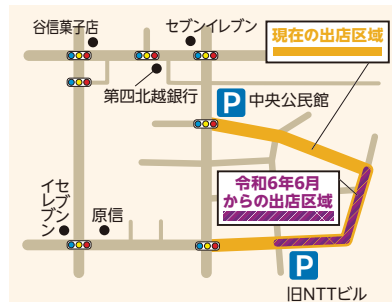 谷信菓子店
セブンイレブン
現在の出店区域
第四北越銀行
P 中央公民館
令和6年6月
からの出店区域
セブン
イレブン
原信
P
旧NTTビル